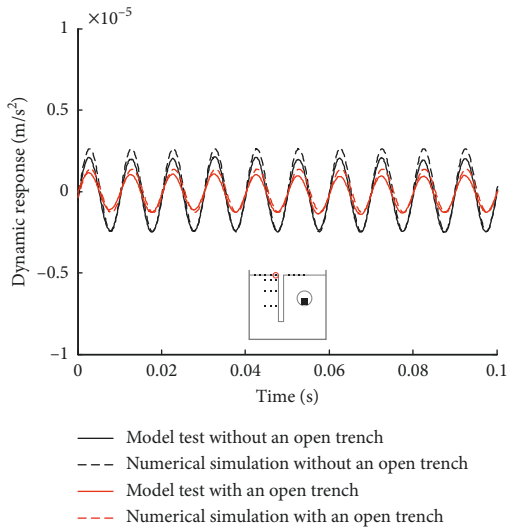 ×10⁻⁵
1
0.5
0
−0.5
−1
Dynamic response (m/s²)
0 0.02 0.04 0.06 0.08 0.1
Time (s)
Model test without an open trench
Numerical simulation without an open trench
Model test with an open trench
Numerical simulation with an open trench